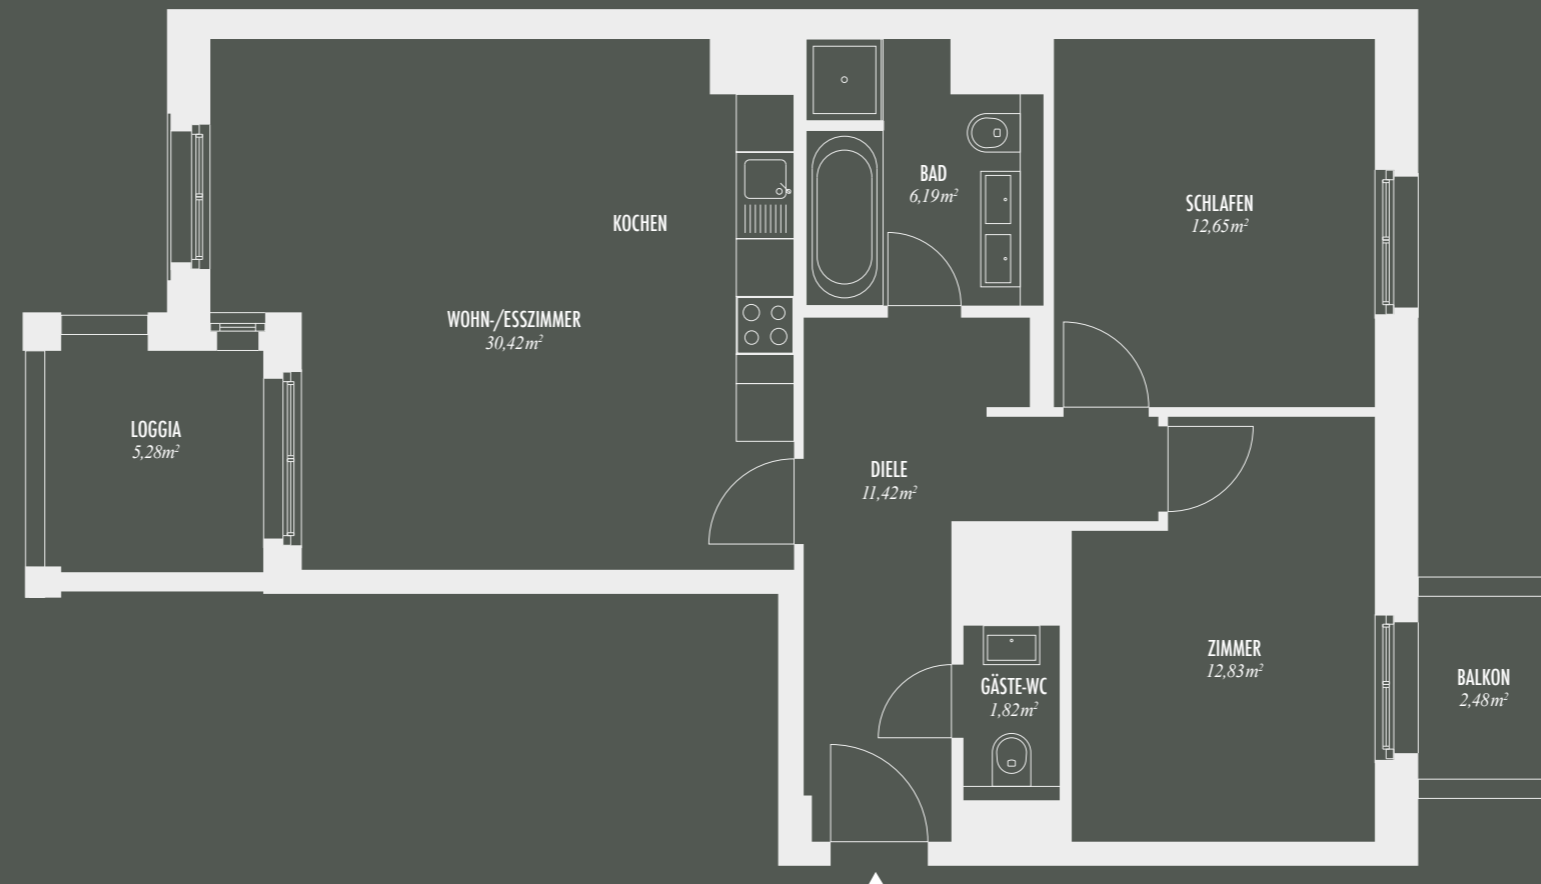 BAD
6,19m²
SCHLAFEN
12,65m²
KOCHEN
WOHN-/ESSZIMMER
30,42m²
LOGGIA
5,28m²
DIELE
11,42m²
ZIMMER
12,83m²
GÄSTE-WC
1,82m²
BALKON
2,48m²